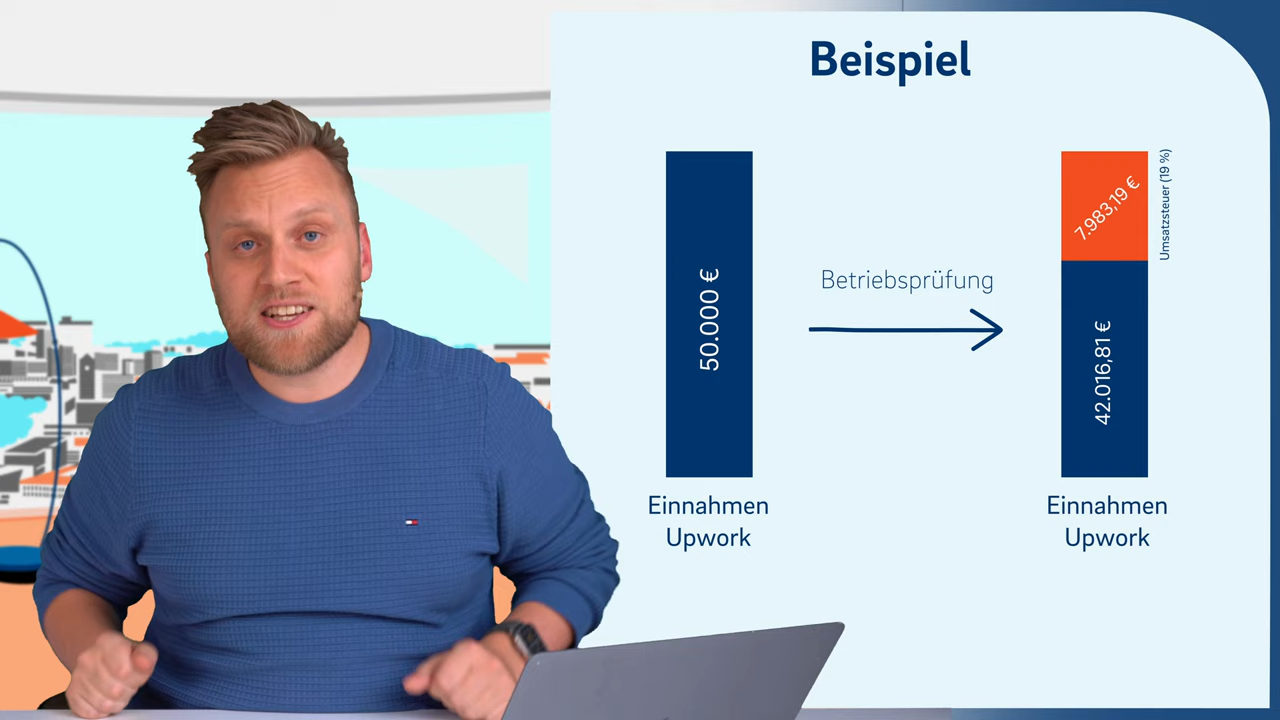 Beispiel
50.000 €
Einnahmen
Upwork
Betriebsprüfung
7.983,19 €
Umsatzsteuer (19 %)
42.016,81 €
Einnahmen
Upwork